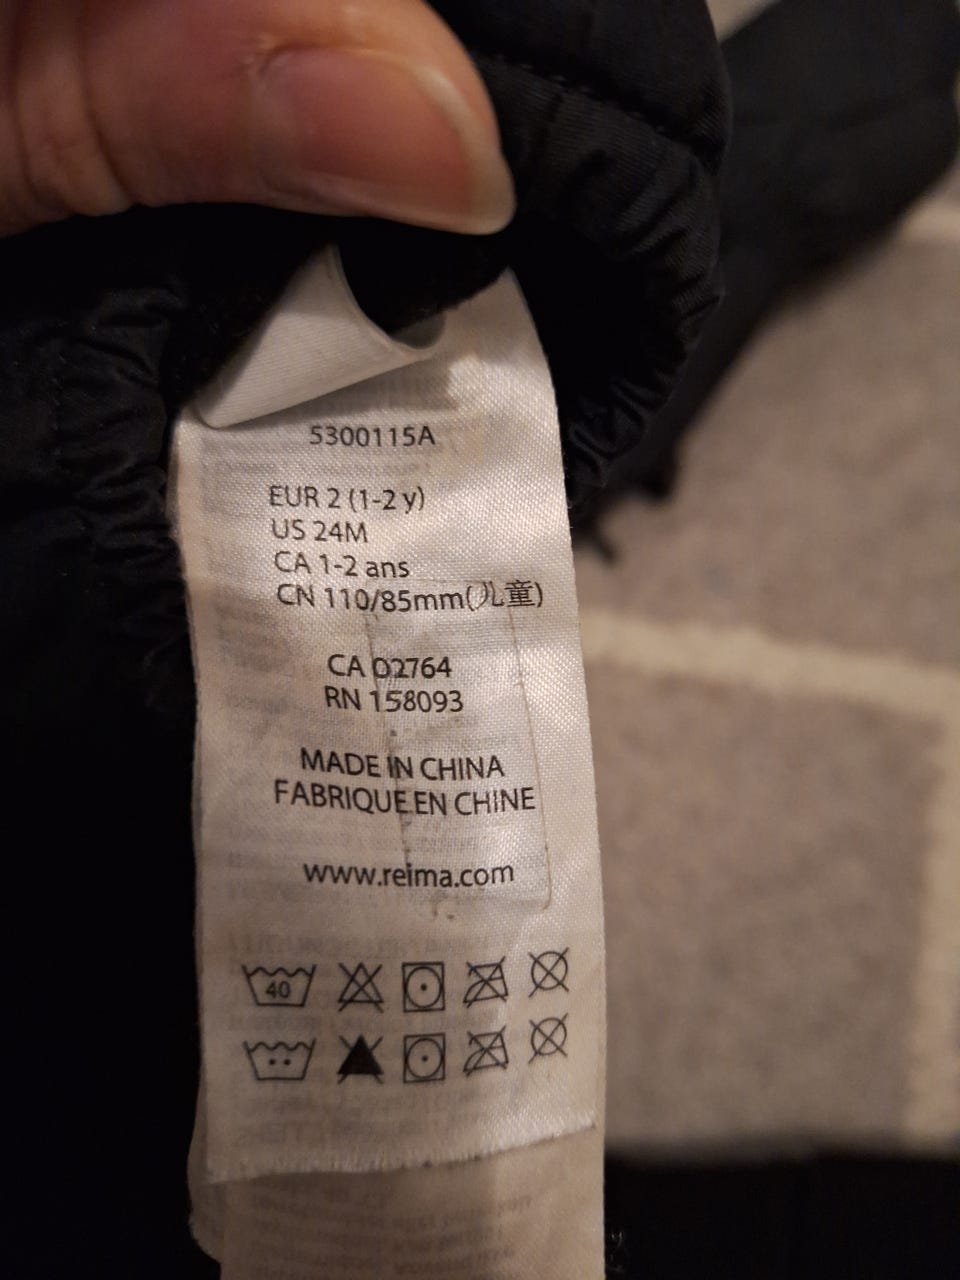 5300115A
EUR 2 (1-2 y)
US 24M
CA 1-2 ans
CN 110/85mm(儿童)
CA 02764
RN 158093
MADE IN CHINA
FABRIQUE EN CHINE
www.reima.com
40